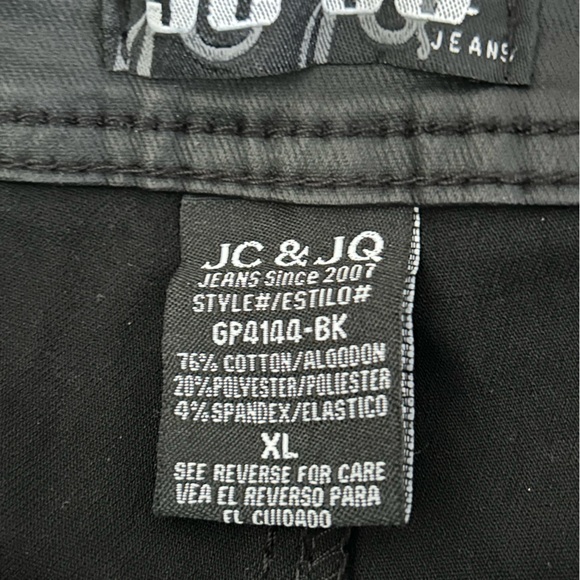 JEANS
JC & JQ
JEANS Since 2007
STYLE#/ESTILO#
GP4144-BK
76% COTTON/ALGODON
20%POLYESTER/POLIESTER
4%SPANDEX/ELASTICO
XL
SEE REVERSE FOR CARE
VEA EL REVERSO PARA
EL CUIDADO